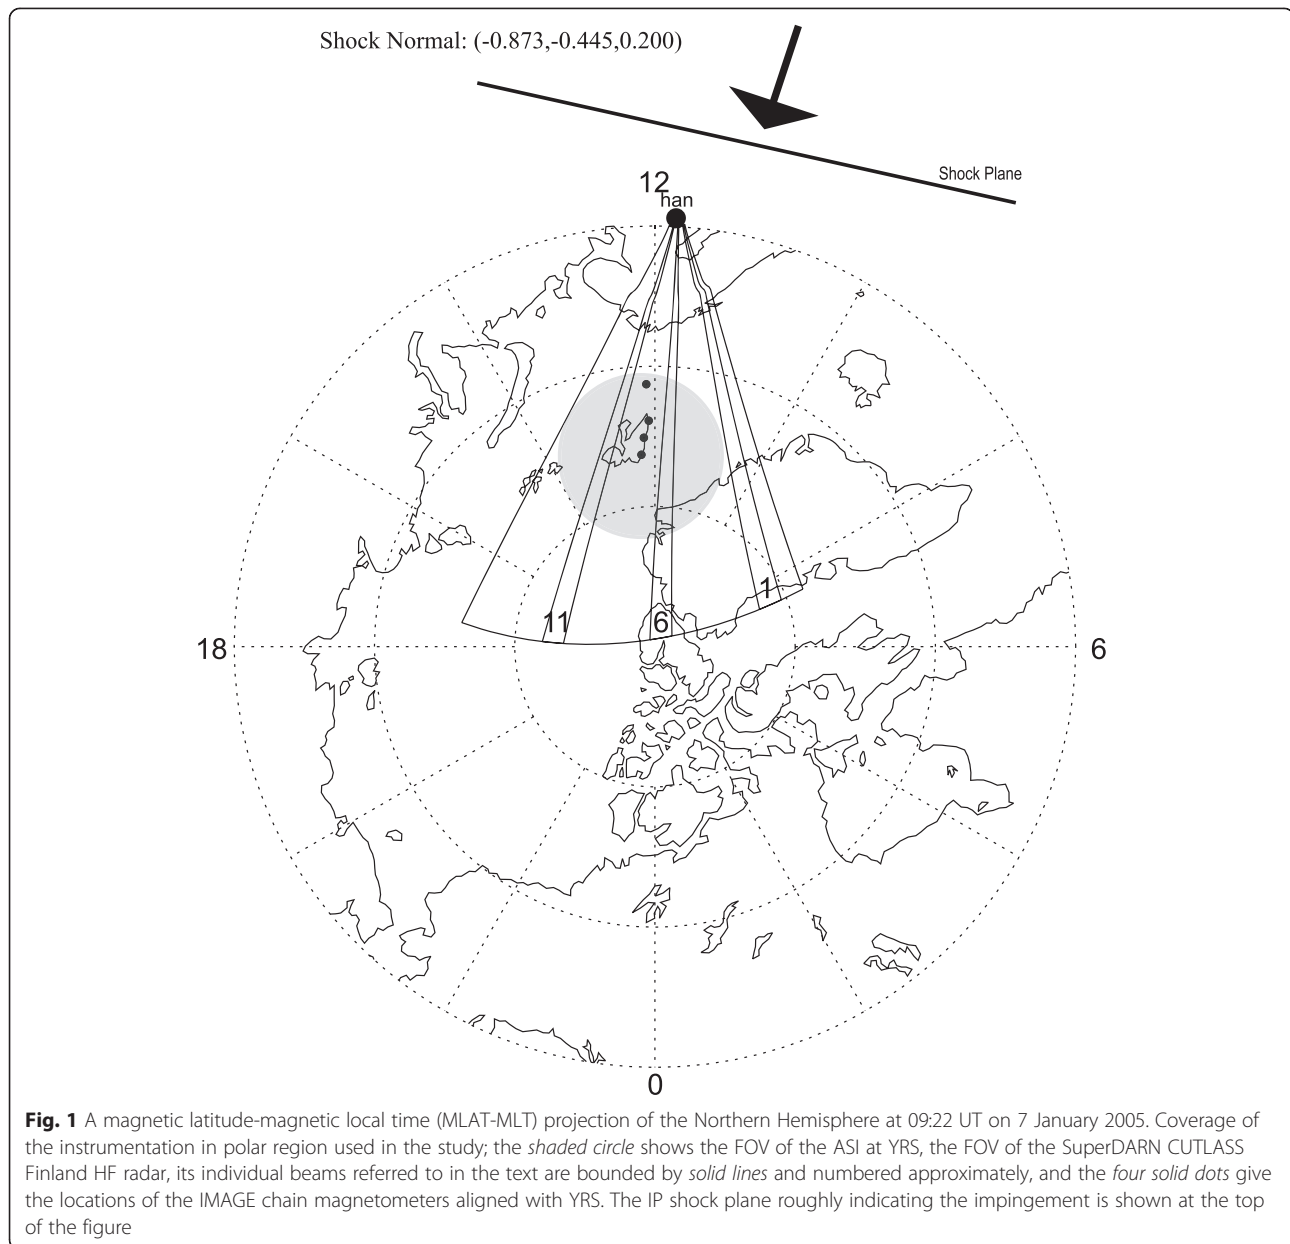 Shock Normal: (-0.873,-0.445,0.200)
Shock Plane
12
han
18
11
6
1
6
0
Fig. 1 A magnetic latitude-magnetic local time (MLAT-MLT) projection of the Northern Hemisphere at 09:22 UT on 7 January 2005. Coverage of
the instrumentation in polar region used in the study; the shaded circle shows the FOV of the ASI at YRS, the FOV of the SuperDARN CUTLASS
Finland HF radar, its individual beams referred to in the text are bounded by solid lines and numbered approximately, and the four solid dots give
the locations of the IMAGE chain magnetometers aligned with YRS. The IP shock plane roughly indicating the impingement is shown at the top
of the figure